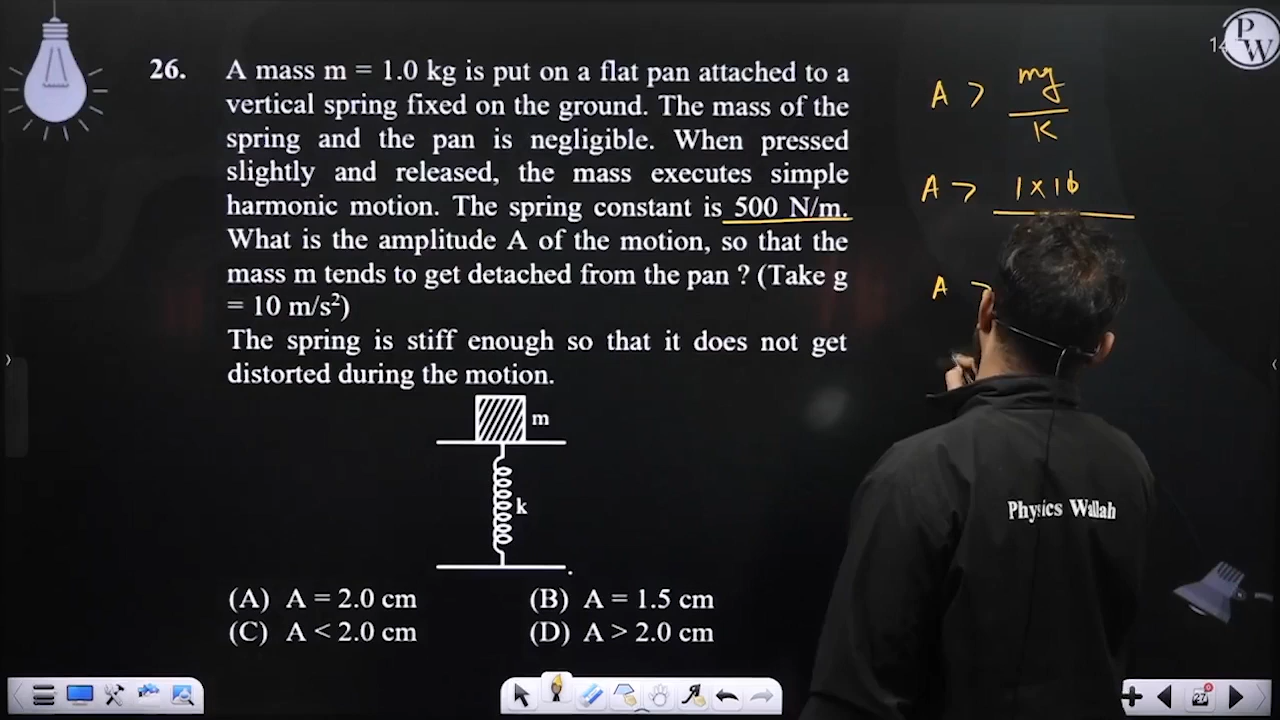 26. A mass m = 1.0 kg is put on a flat pan attached to a
vertical spring fixed on the ground. The mass of the
spring and the pan is negligible. When pressed
slightly and released, the mass executes simple
harmonic motion. The spring constant is 500 N/m.
What is the amplitude A of the motion, so that the
mass m tends to get detached from the pan ? (Take g
= 10 m/s²)
The spring is stiff enough so that it does not get
distorted during the motion.
m
k
(A) A = 2.0 cm (B) A = 1.5 cm
(C) A < 2.0 cm (D) A > 2.0 cm
A > mg
K
A > 1 × 10
A >
Physics Wallah
P
W
27